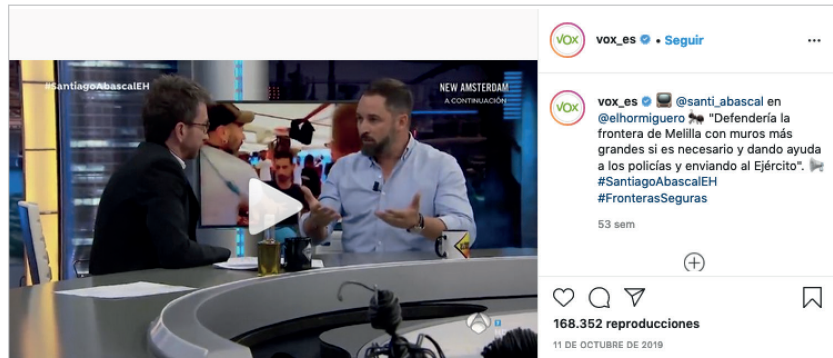 #SantiagoAbascalEH
NEW AMSTERDAM
A CONTINUACIÓN
VOX
vox_es • Seguir
VOX
vox_es @santi_abascal en
@elhormiguero "Defendería la
frontera de Melilla con muros más
grandes si es necesario y dando ayuda
a los policías y enviando al Ejército".
#SantiagoAbascalEH
#FronterasSeguras
53 sem
168.352 reproducciones
11 DE OCTUBRE DE 2019